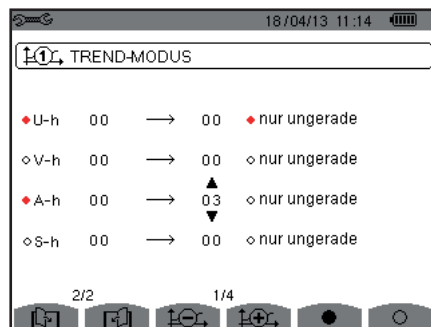 18/04/13 11:14
1 TREND-MODUS
U-h 00 → 00 nur ungerade
V-h 00 → 00 nur ungerade
A-h 00 → 03 nur ungerade
S-h 00 → 00 nur ungerade
2/2 1/4